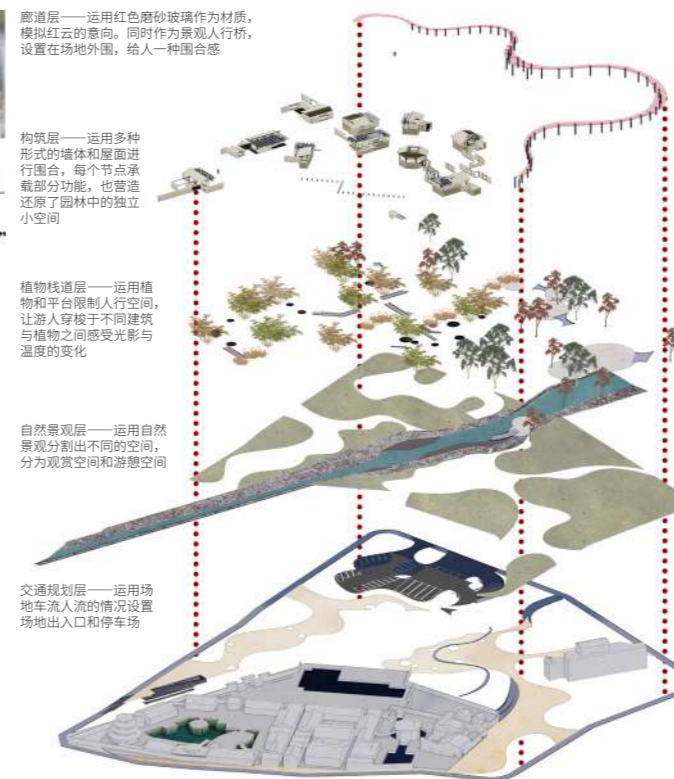 廊道层——运用红色磨砂玻璃作为材质，
模拟红云的意向。同时作为景观人行桥，
设置在场地外围，给人一种围合感
构筑层——运用多种
形式的墙体和屋面进
行围合，每个节点承
载部分功能，也营造
还原了园林中的独立
小空间
植物栈道层——运用植
物和平台限制人行空间，
让游人穿梭于不同建筑
与植物之间感受光影与
温度的变化
自然景观层——运用自然
景观分割出不同的空间，
分为观赏空间和游憩空间
交通规划层——运用场
地车流人流的情况设置
场地出入口和停车场